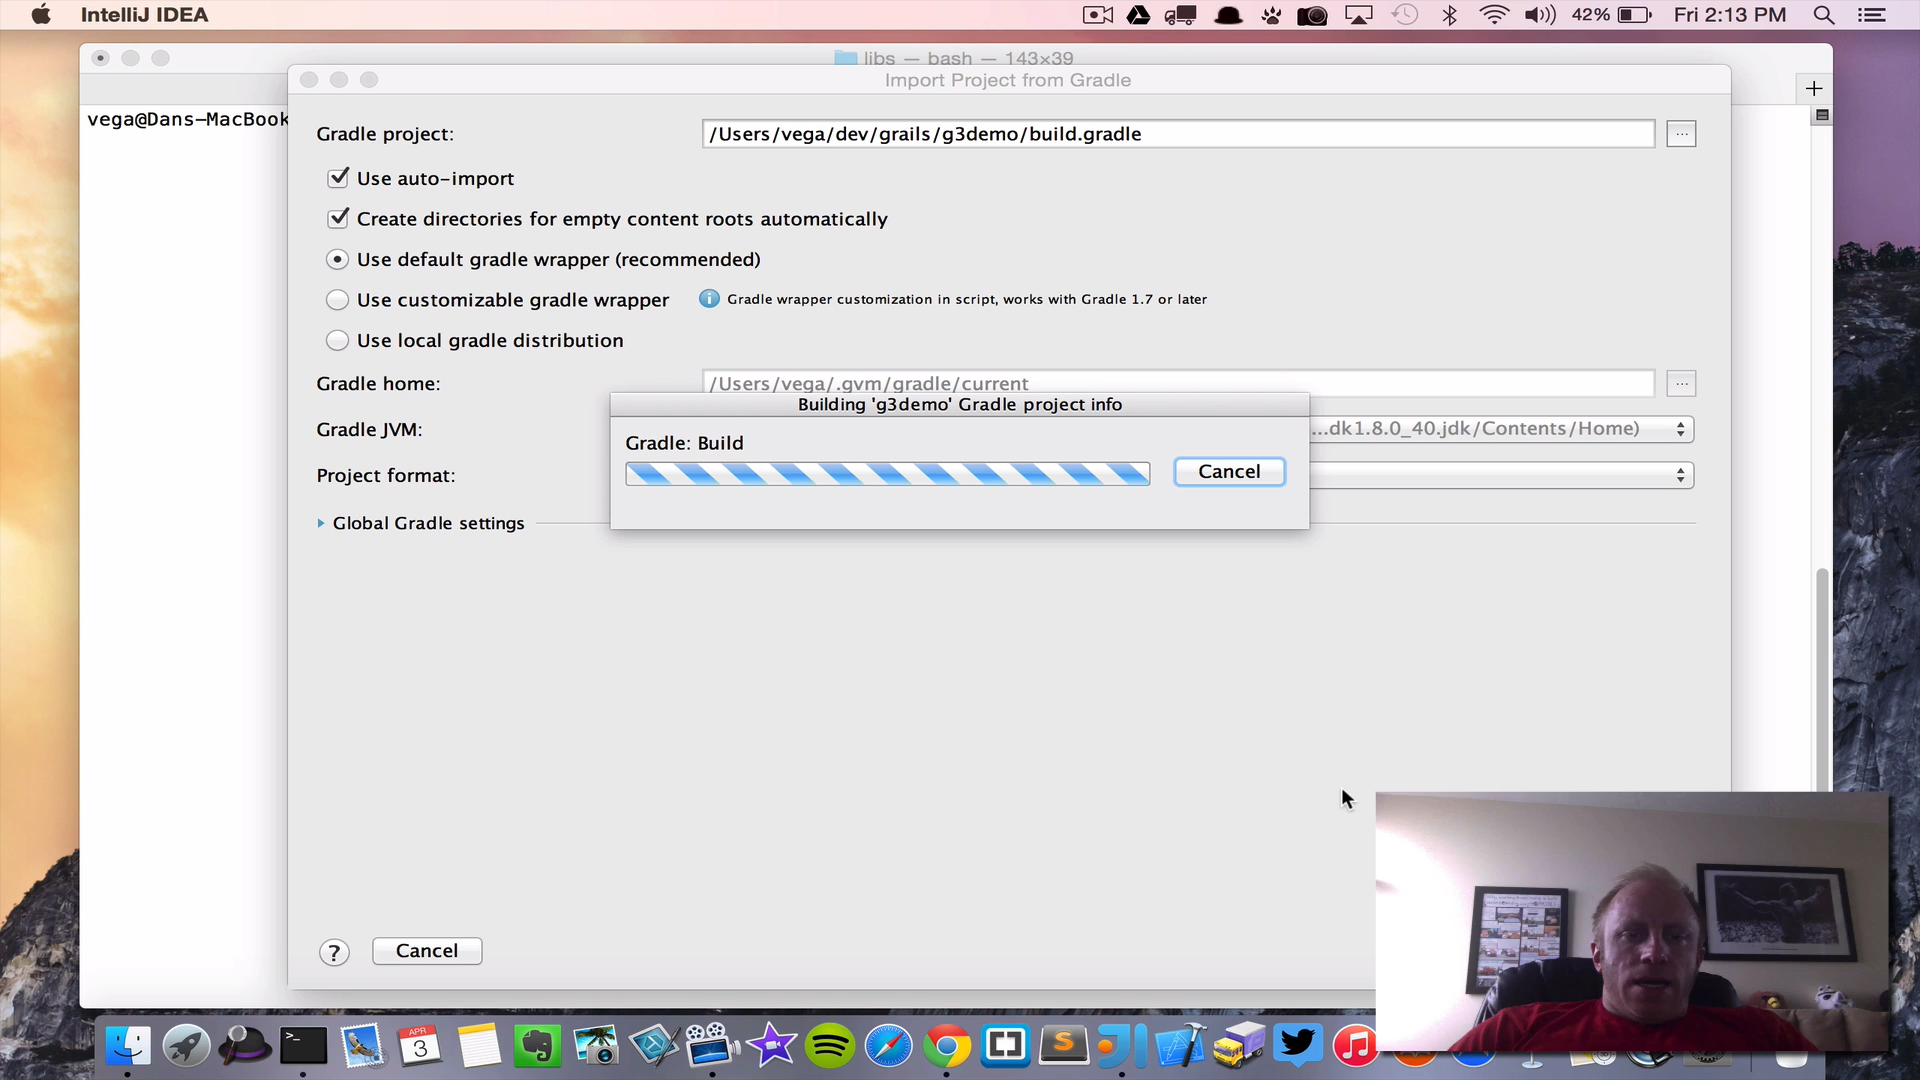 IntelliJ IDEA
42%
Fri 2:13 PM
libs — bash — 143×39
Import Project from Gradle
vega@Dans-MacBook
Gradle project:
/Users/vega/dev/grails/g3demo/build.gradle
...
Use auto-import
Create directories for empty content roots automatically
Use default gradle wrapper (recommended)
Use customizable gradle wrapper
Gradle wrapper customization in script, works with Gradle 1.7 or later
Use local gradle distribution
Gradle home:
/Users/vega/.gvm/gradle/current
...
Building 'g3demo' Gradle project info
Gradle JVM:
...dk1.8.0_40.jdk/Contents/Home)
Gradle: Build
Cancel
Project format:
Global Gradle settings
?
Cancel
APR
3